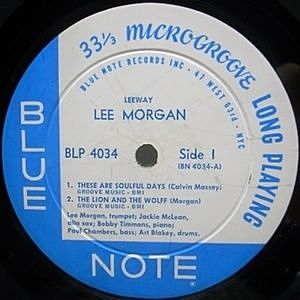 33⅓ MICROGROOVE LONG PLAYING
BLUE NOTE RECORDS INC · 47 WEST 63rd · NYC
LEEWAY
LEE MORGAN
BLP 4034 Side 1
(BN 4034-A)
1. THESE ARE SOULFUL DAYS (Calvin Massey)
GROOVE MUSIC - BMI
2. THE LION AND THE WOLFF (Morgan)
GROOVE MUSIC - BMI
Lee Morgan, trumpet; Jackie McLean,
alto sax; Bobby Timmons, piano;
Paul Chambers, bass; Art Blakey, drums.
BLUE
NOTE